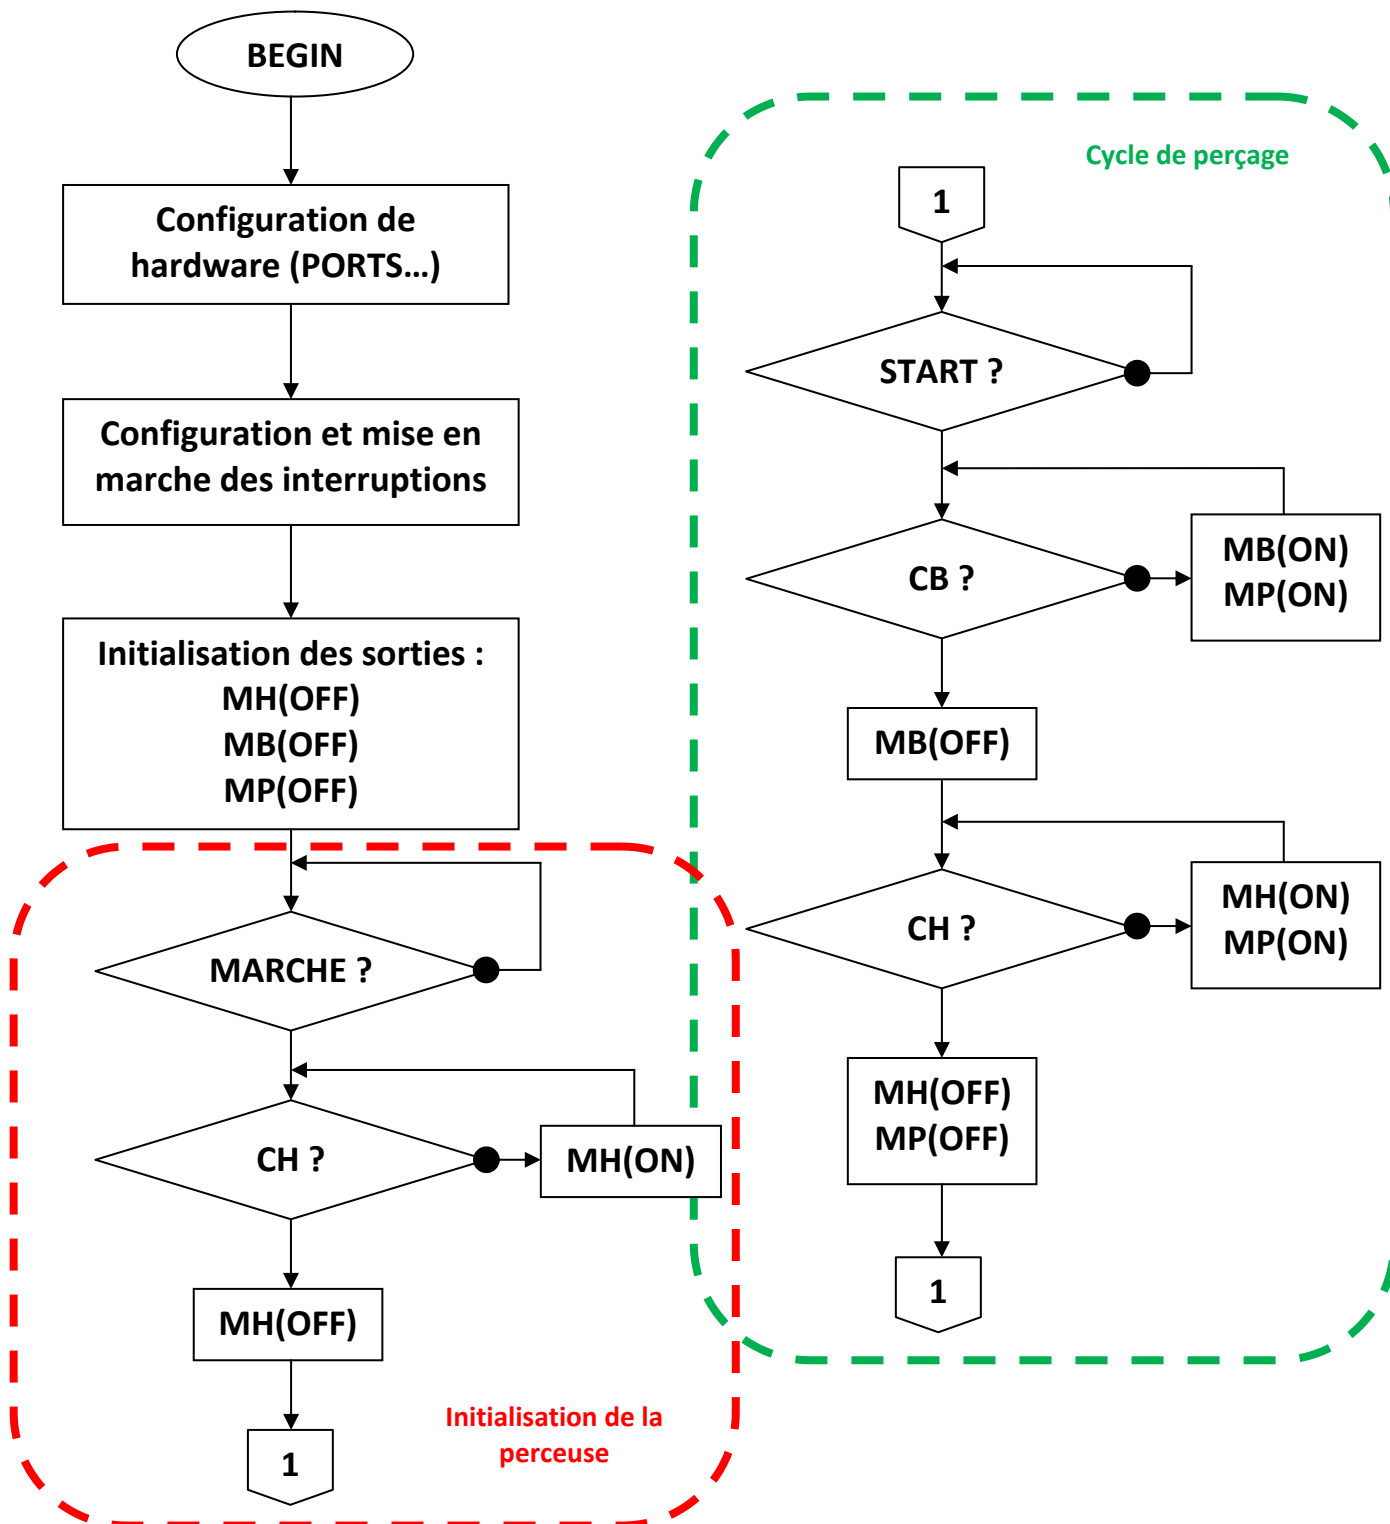 BEGIN
Configuration de
hardware (PORTS…)
Configuration et mise en
marche des interruptions
Initialisation des sorties :
MH(OFF)
MB(OFF)
MP(OFF)
MARCHE ?
CH ?
MH(ON)
MH(OFF)
1
Initialisation de la
perceuse
Cycle de perçage
1
START ?
CB ?
MB(ON)
MP(ON)
MB(OFF)
CH ?
MH(ON)
MP(ON)
MH(OFF)
MP(OFF)
1